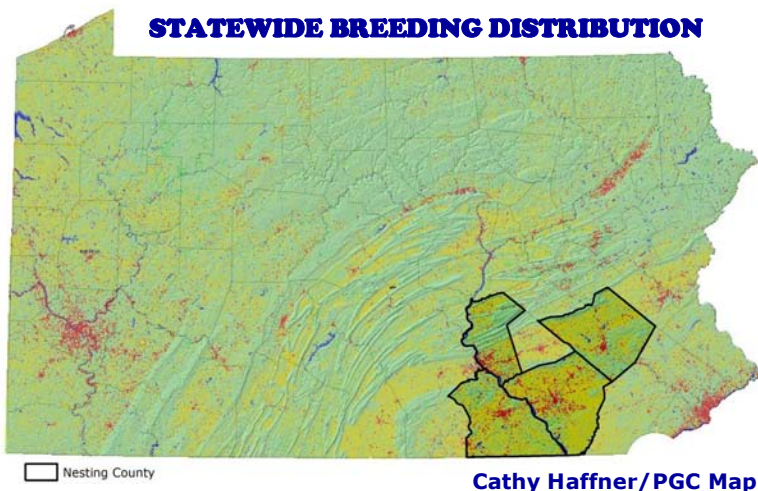 STATEWIDE BREEDING DISTRIBUTION
Nesting County
Cathy Haffner/PGC Map